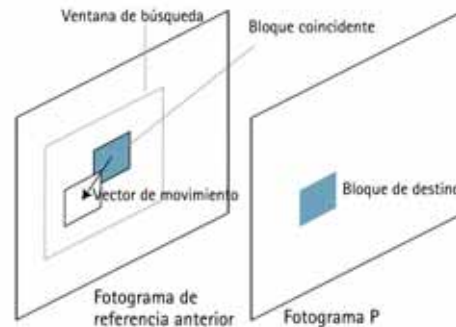 Ventana de búsqueda
Bloque coincidente
Vector de movimiento
Bloque de destino
Fotograma de
referencia anterior
Fotograma P